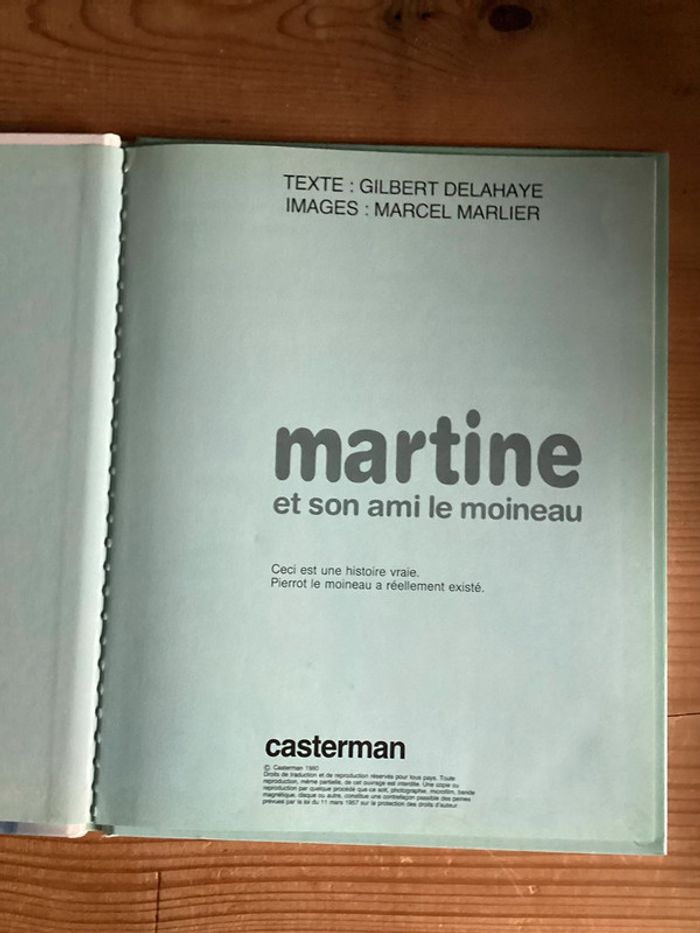 TEXTE : GILBERT DELAHAYE
IMAGES : MARCEL MARLIER
martine
et son ami le moineau
Ceci est une histoire vraie.
Pierrot le moineau a réellement existé.
casterman
© Casterman 1980
Droits de traduction et de reproduction réservés pour tous pays. Toute
reproduction, même partielle, de cet ouvrage est interdite. Une copie ou
reproduction par quelque procédé que ce soit, photographie, microfilm, bande
magnétique, disque ou autre, constitue une contrefaçon passible des peines
prévues par la loi du 11 mars 1957 sur la protection des droits d'auteur.